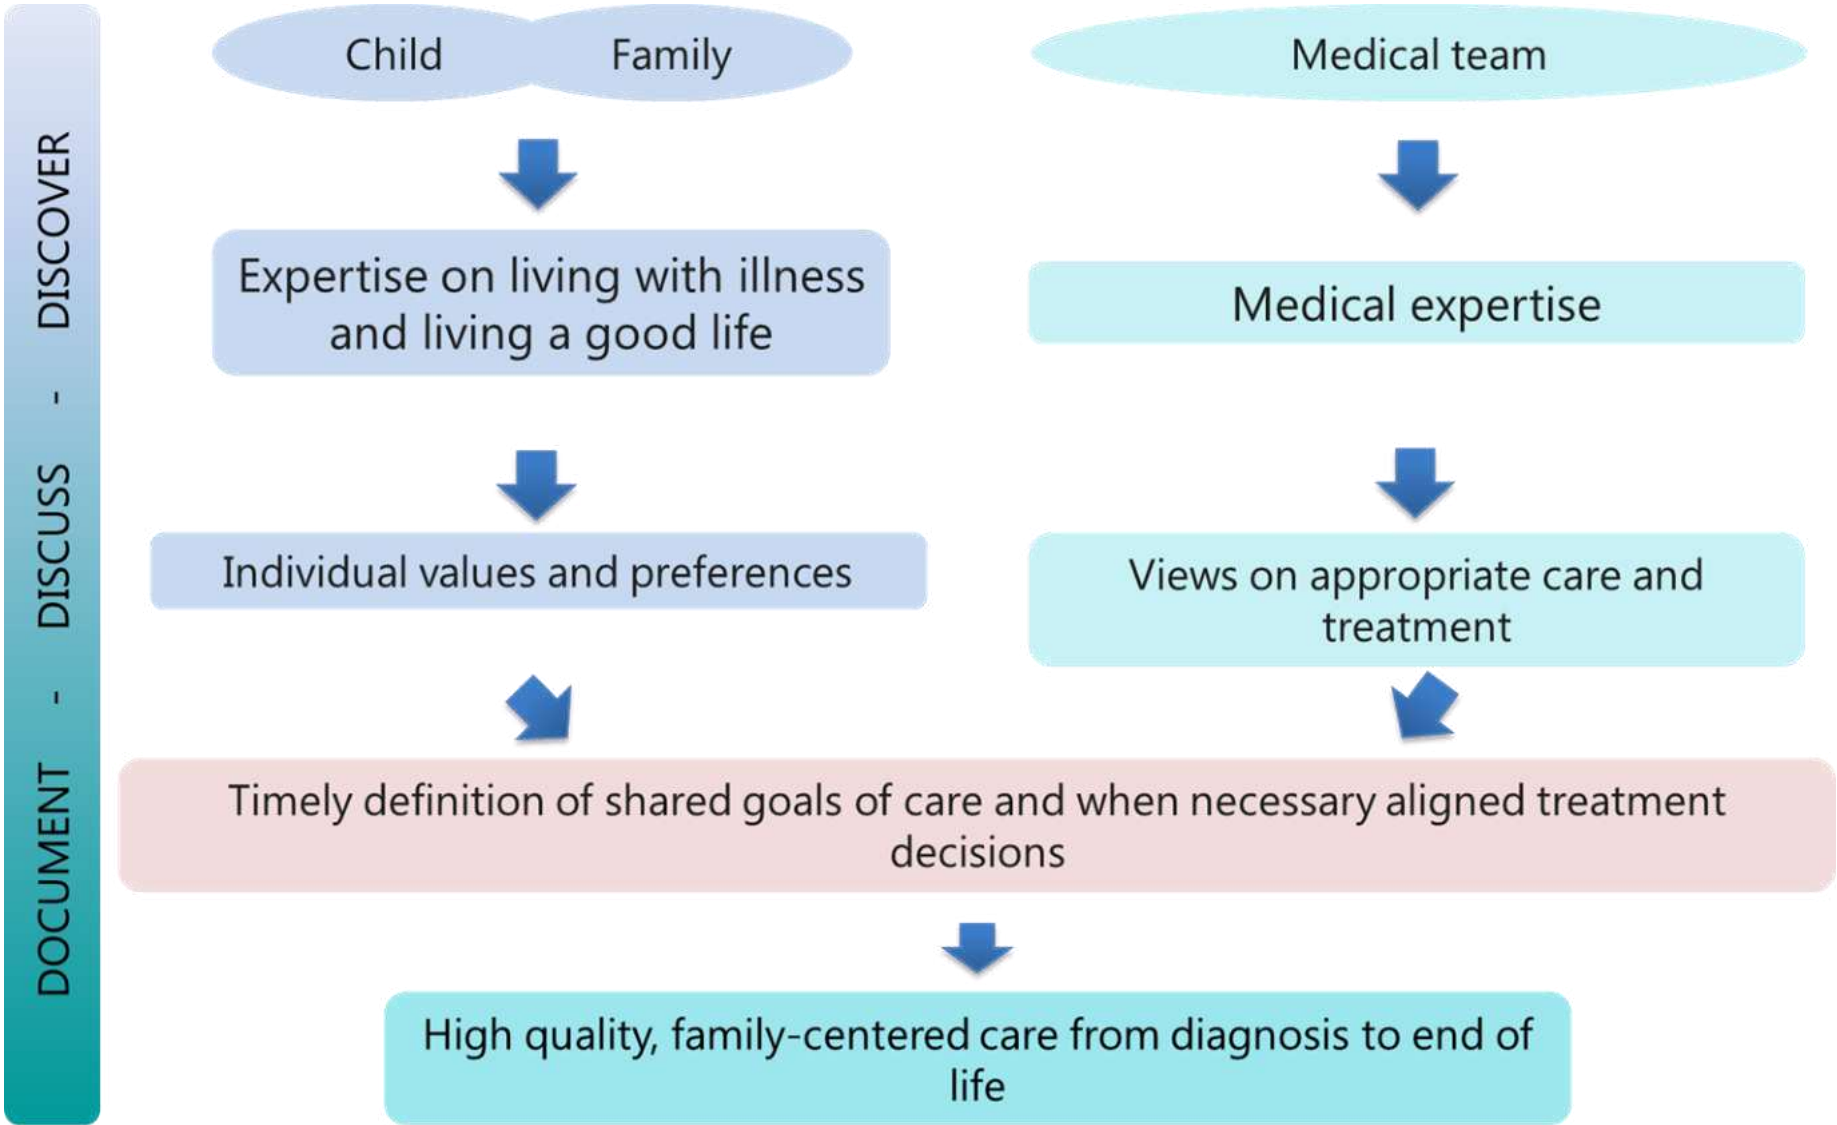 Child
Family
Medical team
Expertise on living with illness
and living a good life
Medical expertise
Individual values and preferences
Views on appropriate care and
treatment
Timely definition of shared goals of care and when necessary aligned treatment
decisions
High quality, family-centered care from diagnosis to end of
life
DOCUMENT - DISCUSS - DISCOVER